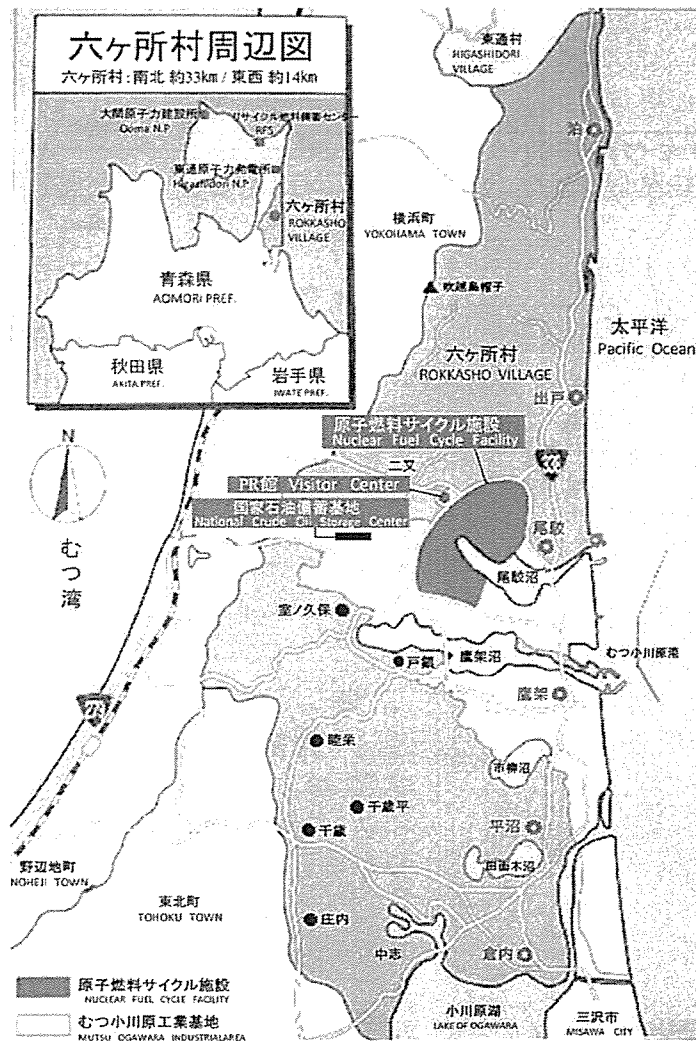 六ヶ所村周辺図
六ヶ所村:南北 約33km / 東西 約14km
大間原子力建設所
Ooma N.P
リサイクル燃料備蓄センター
RFS
東通原子力発電所
Higashidori N.P
六ヶ所村
ROKKASHO
VILLAGE
青森県
AOMORI PREF.
秋田県
AKITA PREF.
岩手県
IWATE PREF.
東通村
HIGASHIDORI
VILLAGE
泊
横浜町
YOKOHAMA TOWN
吹越烏帽子
太平洋
Pacific Ocean
六ヶ所村
ROKKASHO VILLAGE
出戸
原子燃料サイクル施設
Nuclear Fuel Cycle Facility
二又
338
PR館 Visitor Center
国家石油備蓄基地
National Crude Oil Storage Center
尾駮
尾駮沼
N
むつ湾
室ノ久保
戸鎖
鷹架沼
むつ小川原港
鷹架
279
睦栄
市柳沼
千歳平
千歳
平沼
田面木沼
野辺地町
NOHEJI TOWN
東北町
TOHOKU TOWN
庄内
中志
倉内
原子燃料サイクル施設
NUCLEAR FUEL CYCLE FACILITY
むつ小川原工業基地
MUTSU OGAWARA INDUSTRIALAREA
小川原湖
LAKE OF OGAWARA
三沢市
MISAWA CITY